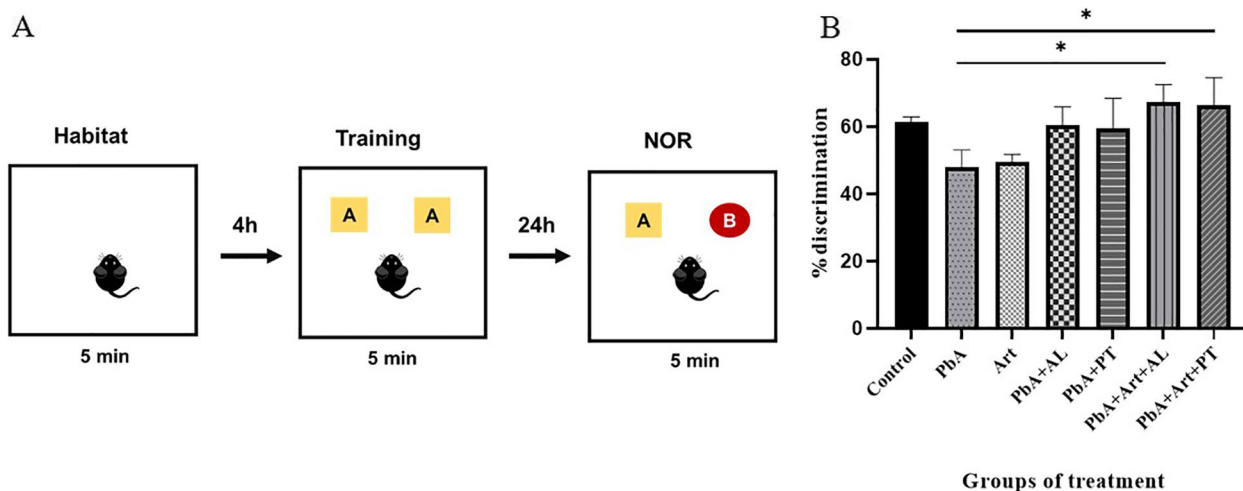 A
Habitat
5 min
4h
Training
A
A
5 min
24h
NOR
A
B
5 min
B
*
*
% discrimination
80
60
40
20
0
Control
PbA
Art
PbA+AL
PbA+PT
PbA+Art+AL
PbA+Art+PT
Groups of treatment